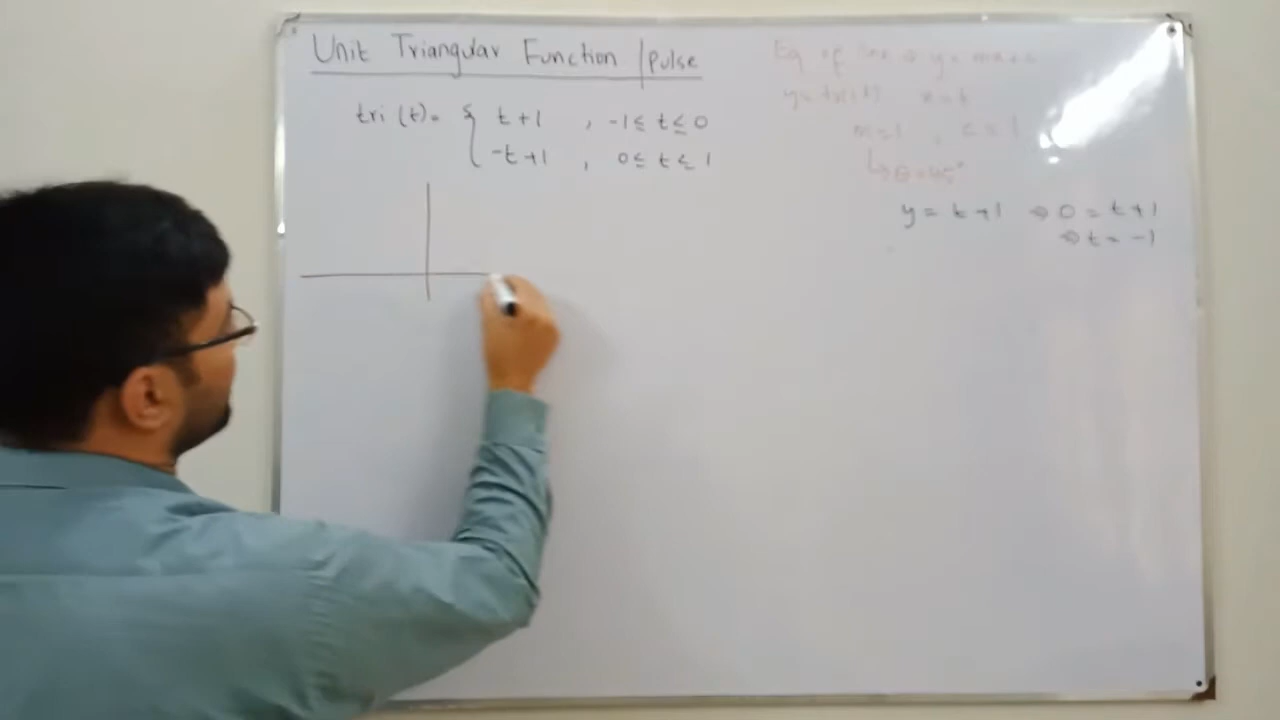 Unit Triangular Function / Pulse
tri (t) = { t+1 , -1 ≤ t ≤ 0
-t+1 , 0 ≤ t ≤ 1
Eq of line ⇒ y = mx+c
y = tri(t) x = t
m = 1 , c = 1
↳ θ = 45°
y = t+1 ⇒ 0 = t+1
⇒ t = -1